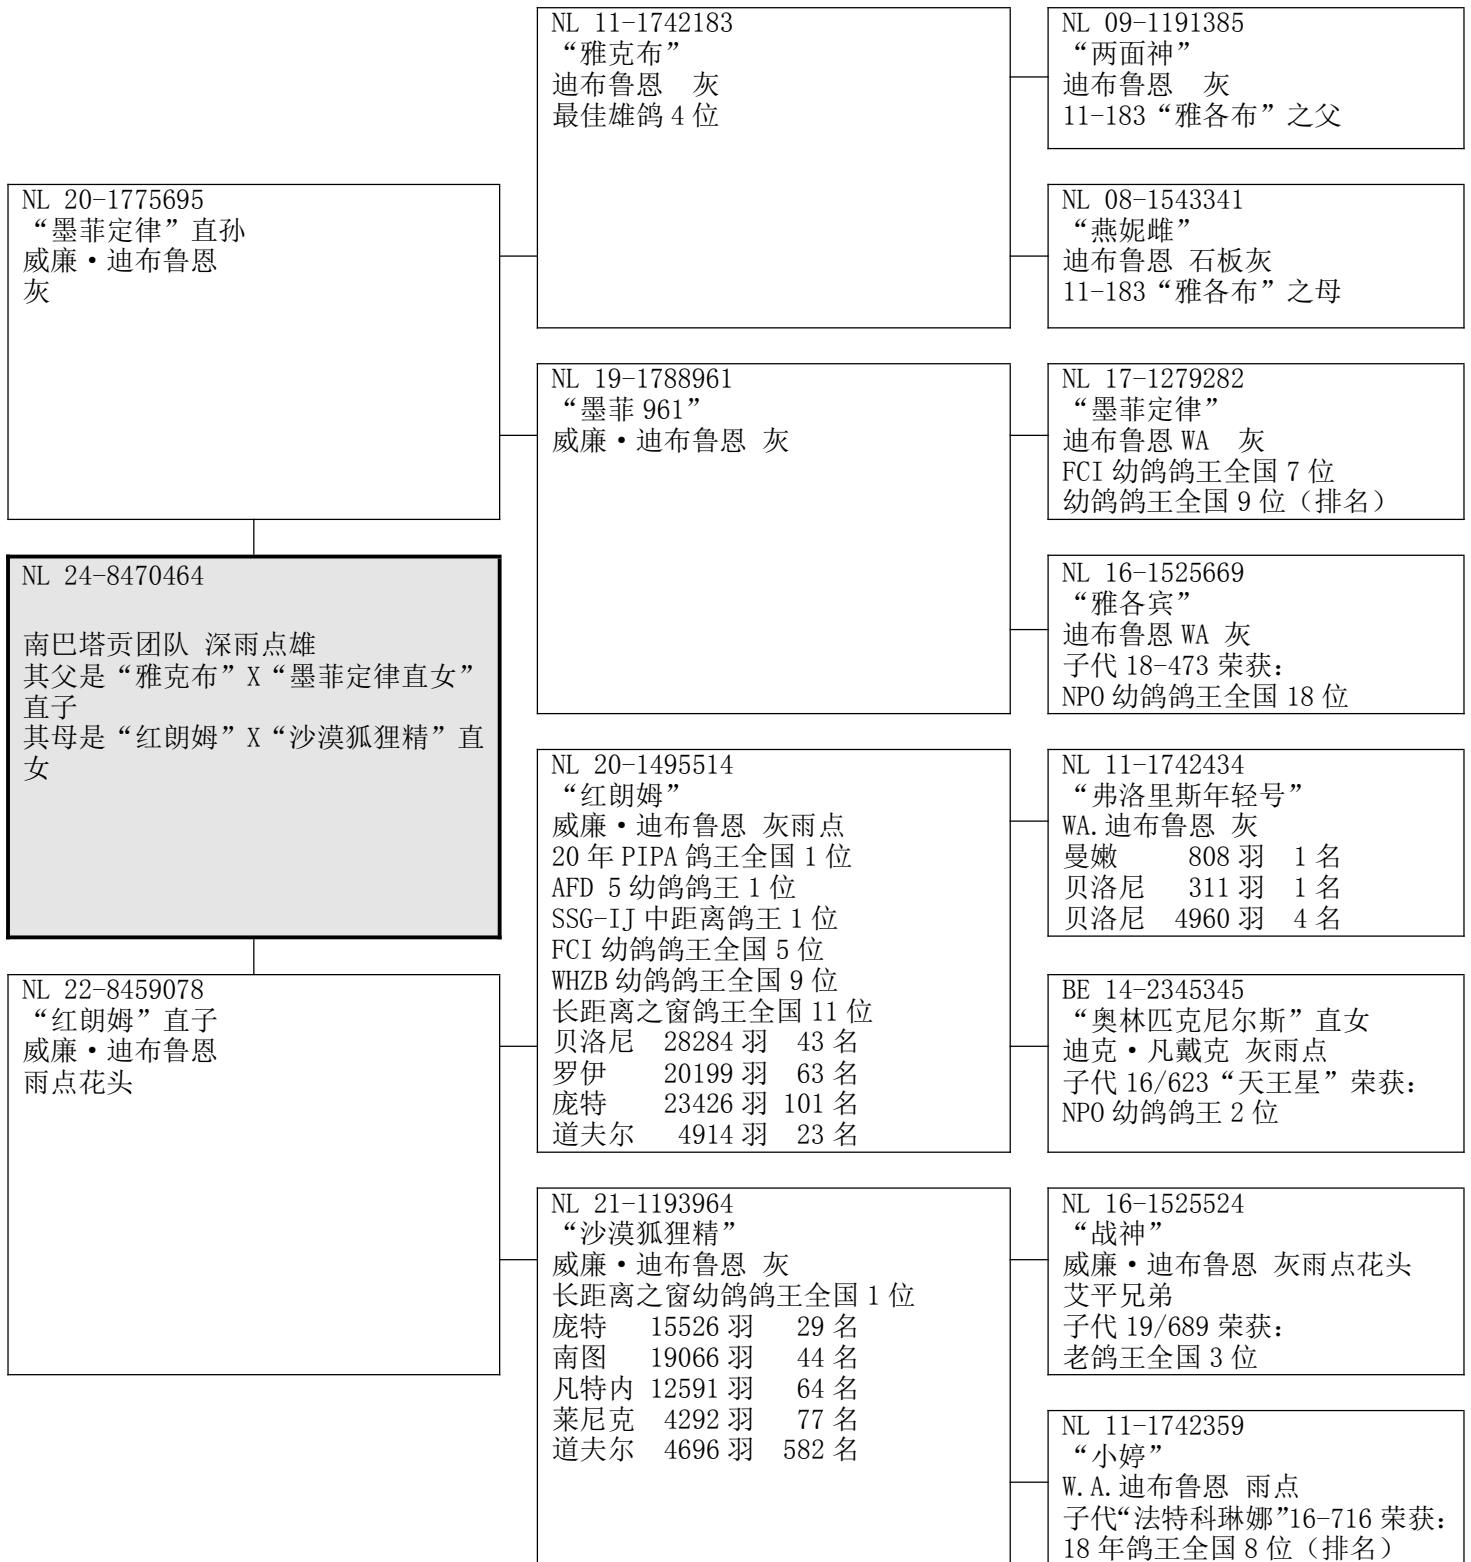 NL 20-1775695
“墨菲定律”直孙
威廉·迪布鲁恩
灰
NL 24-8470464
南巴塔贡团队 深雨点雄
其父是“雅克布”X“墨菲定律直女”
直子
其母是“红朗姆”X“沙漠狐狸精”直
女
NL 22-8459078
“红朗姆”直子
威廉·迪布鲁恩
雨点花头
NL 11-1742183
“雅克布”
迪布鲁恩 灰
最佳雄鸽 4 位
NL 19-1788961
“墨菲 961”
威廉·迪布鲁恩 灰
NL 20-1495514
“红朗姆”
威廉·迪布鲁恩 灰雨点
20 年 PIPA 鸽王全国 1 位
AFD 5 幼鸽鸽王 1 位
SSG-IJ 中距离鸽王 1 位
FCI 幼鸽鸽王全国 5 位
WHZB 幼鸽鸽王全国 9 位
长距离之窗鸽王全国 11 位
贝洛尼 28284 羽 43 名
罗伊 20199 羽 63 名
庞特 23426 羽 101 名
道夫尔 4914 羽 23 名
NL 21-1193964
“沙漠狐狸精”
威廉·迪布鲁恩 灰
长距离之窗幼鸽鸽王全国 1 位
庞特 15526 羽 29 名
南图 19066 羽 44 名
凡特内 12591 羽 64 名
莱尼克 4292 羽 77 名
道夫尔 4696 羽 582 名
NL 09-1191385
“两面神”
迪布鲁恩 灰
11-183“雅各布”之父
NL 08-1543341
“燕妮雌”
迪布鲁恩 石板灰
11-183“雅各布”之母
NL 17-1279282
“墨菲定律”
迪布鲁恩 WA 灰
FCI 幼鸽鸽王全国 7 位
幼鸽鸽王全国 9 位（排名）
NL 16-1525669
“雅各宾”
迪布鲁恩 WA 灰
子代 18-473 荣获：
NPO 幼鸽鸽王全国 18 位
NL 11-1742434
“弗洛里斯年轻号”
WA.迪布鲁恩 灰
曼嫩 808 羽 1 名
贝洛尼 311 羽 1 名
贝洛尼 4960 羽 4 名
BE 14-2345345
“奥林匹克尼尔斯”直女
迪克·凡戴克 灰雨点
子代 16/623“天王星”荣获：
NPO 幼鸽鸽王 2 位
NL 16-1525524
“战神”
威廉·迪布鲁恩 灰雨点花头
艾平兄弟
子代 19/689 荣获：
老鸽王全国 3 位
NL 11-1742359
“小婷”
W.A.迪布鲁恩 雨点
子代“法特科琳娜”16-716 荣获：
18 年鸽王全国 8 位（排名）